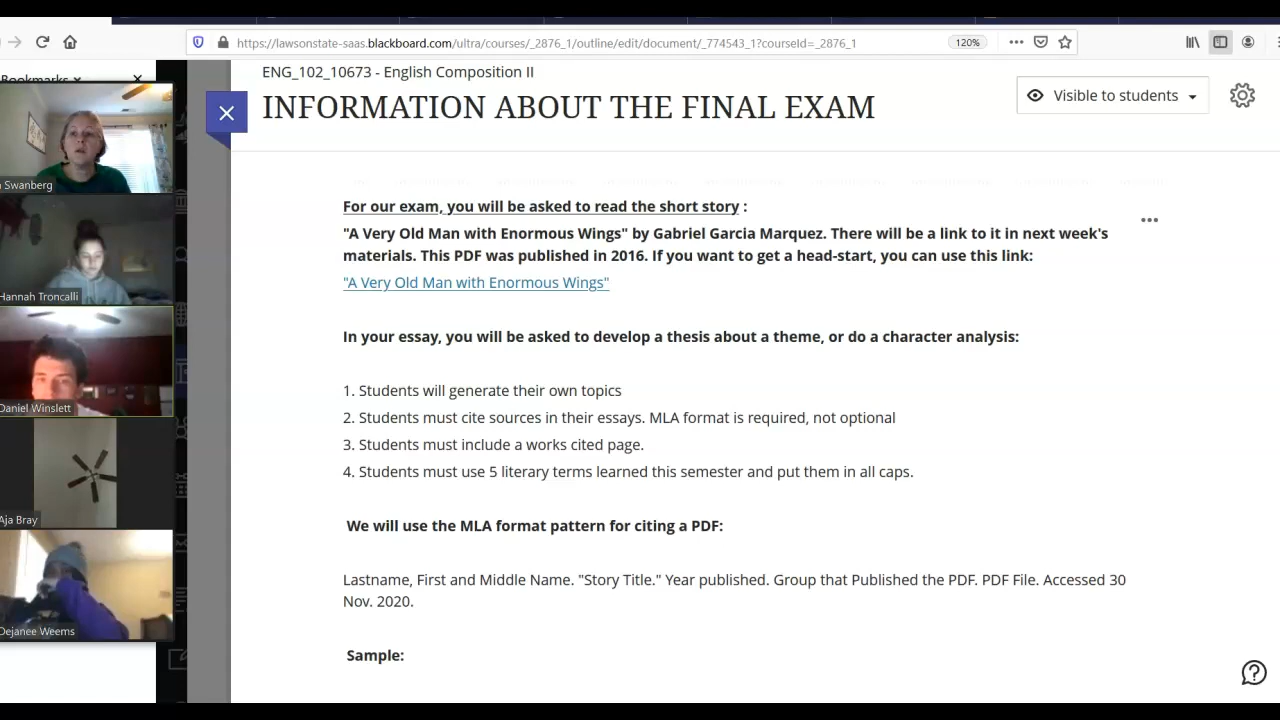 https://lawsonstate-saas.blackboard.com/ultra/courses/_2876_1/outline/edit/document/_774543_1?courseId=_2876_1
120%
Bookmarks
ENG_102_10673 - English Composition II
INFORMATION ABOUT THE FINAL EXAM
Visible to students
Swanberg
Hannah Troncalli
Daniel Winslett
Aja Bray
Dejanee Weems
For our exam, you will be asked to read the short story :
"A Very Old Man with Enormous Wings" by Gabriel Garcia Marquez. There will be a link to it in next week's
materials. This PDF was published in 2016. If you want to get a head-start, you can use this link:
"A Very Old Man with Enormous Wings"
In your essay, you will be asked to develop a thesis about a theme, or do a character analysis:
1. Students will generate their own topics
2. Students must cite sources in their essays. MLA format is required, not optional
3. Students must include a works cited page.
4. Students must use 5 literary terms learned this semester and put them in all caps.
We will use the MLA format pattern for citing a PDF:
Lastname, First and Middle Name. "Story Title." Year published. Group that Published the PDF. PDF File. Accessed 30
Nov. 2020.
Sample: